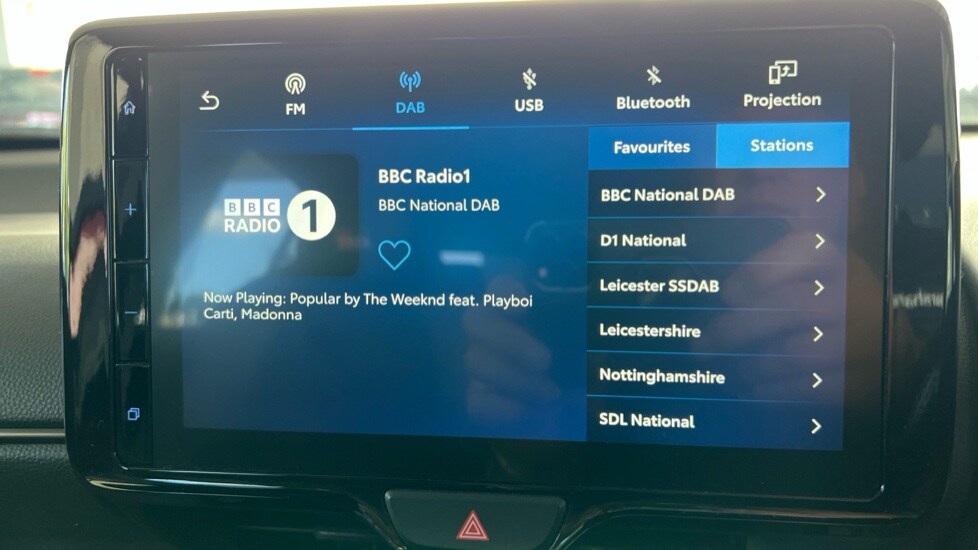 FM
DAB
USB
Bluetooth
Projection
Favourites
Stations
BBC Radio1
BBC National DAB
BBC
RADIO 1
Now Playing: Popular by The Weeknd feat. Playboi
Carti, Madonna
BBC National DAB
D1 National
Leicester SSDAB
Leicestershire
Nottinghamshire
SDL National